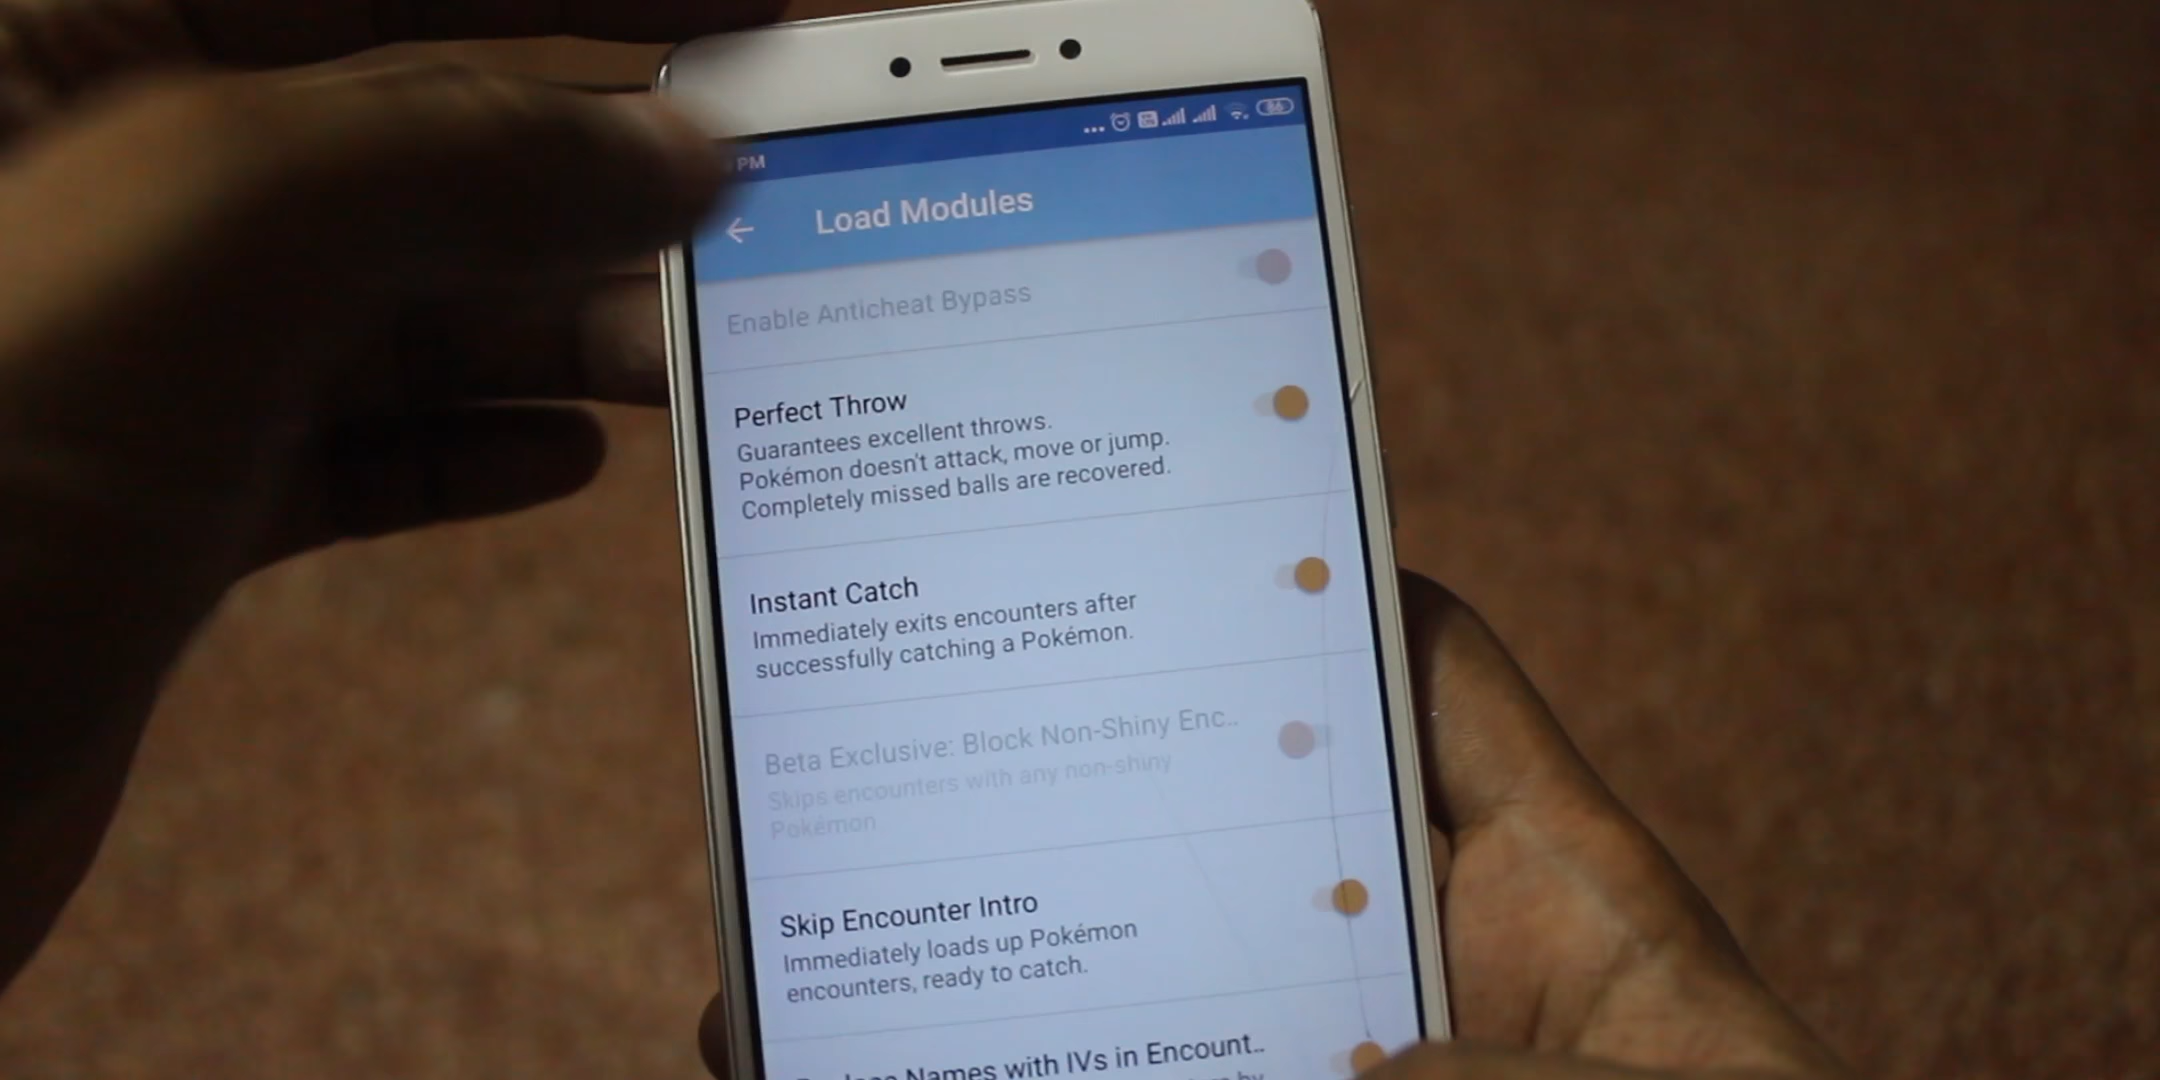 PM
86
Load Modules
Enable Anticheat Bypass
Perfect Throw
Guarantees excellent throws.
Pokémon doesn't attack, move or jump.
Completely missed balls are recovered.
Instant Catch
Immediately exits encounters after
successfully catching a Pokémon.
Beta Exclusive: Block Non-Shiny Enc..
Skips encounters with any non-shiny
Pokémon
Skip Encounter Intro
Immediately loads up Pokémon
encounters, ready to catch.
Names with IVs in Encount..